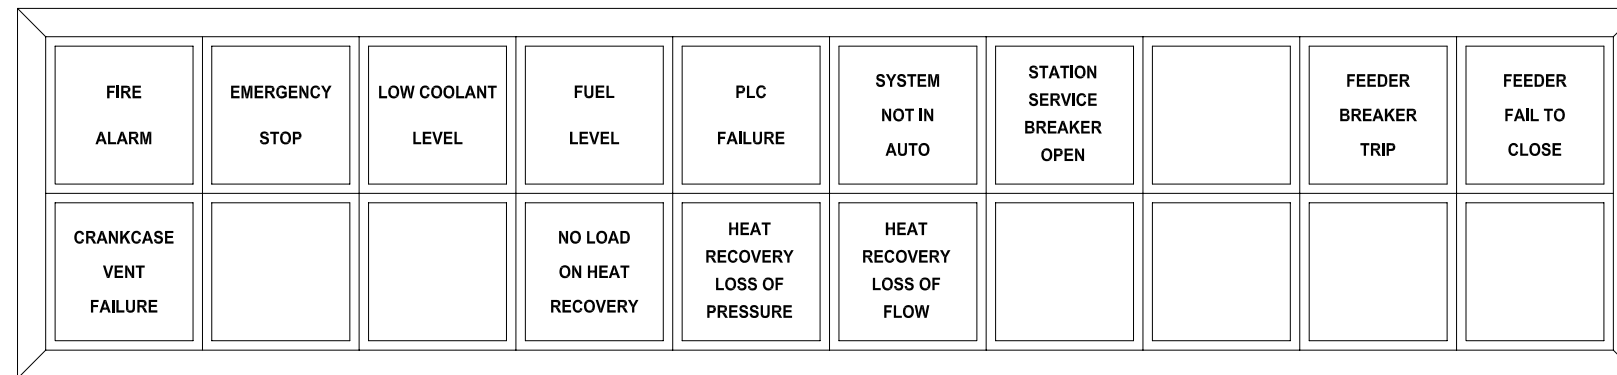 FIRE
ALARM
EMERGENCY
STOP
LOW COOLANT
LEVEL
FUEL
LEVEL
PLC
FAILURE
SYSTEM
NOT IN
AUTO
STATION
SERVICE
BREAKER
OPEN
FEEDER
BREAKER
TRIP
FEEDER
FAIL TO
CLOSE
CRANKCASE
VENT
FAILURE
NO LOAD
ON HEAT
RECOVERY
HEAT
RECOVERY
LOSS OF
PRESSURE
HEAT
RECOVERY
LOSS OF
FLOW